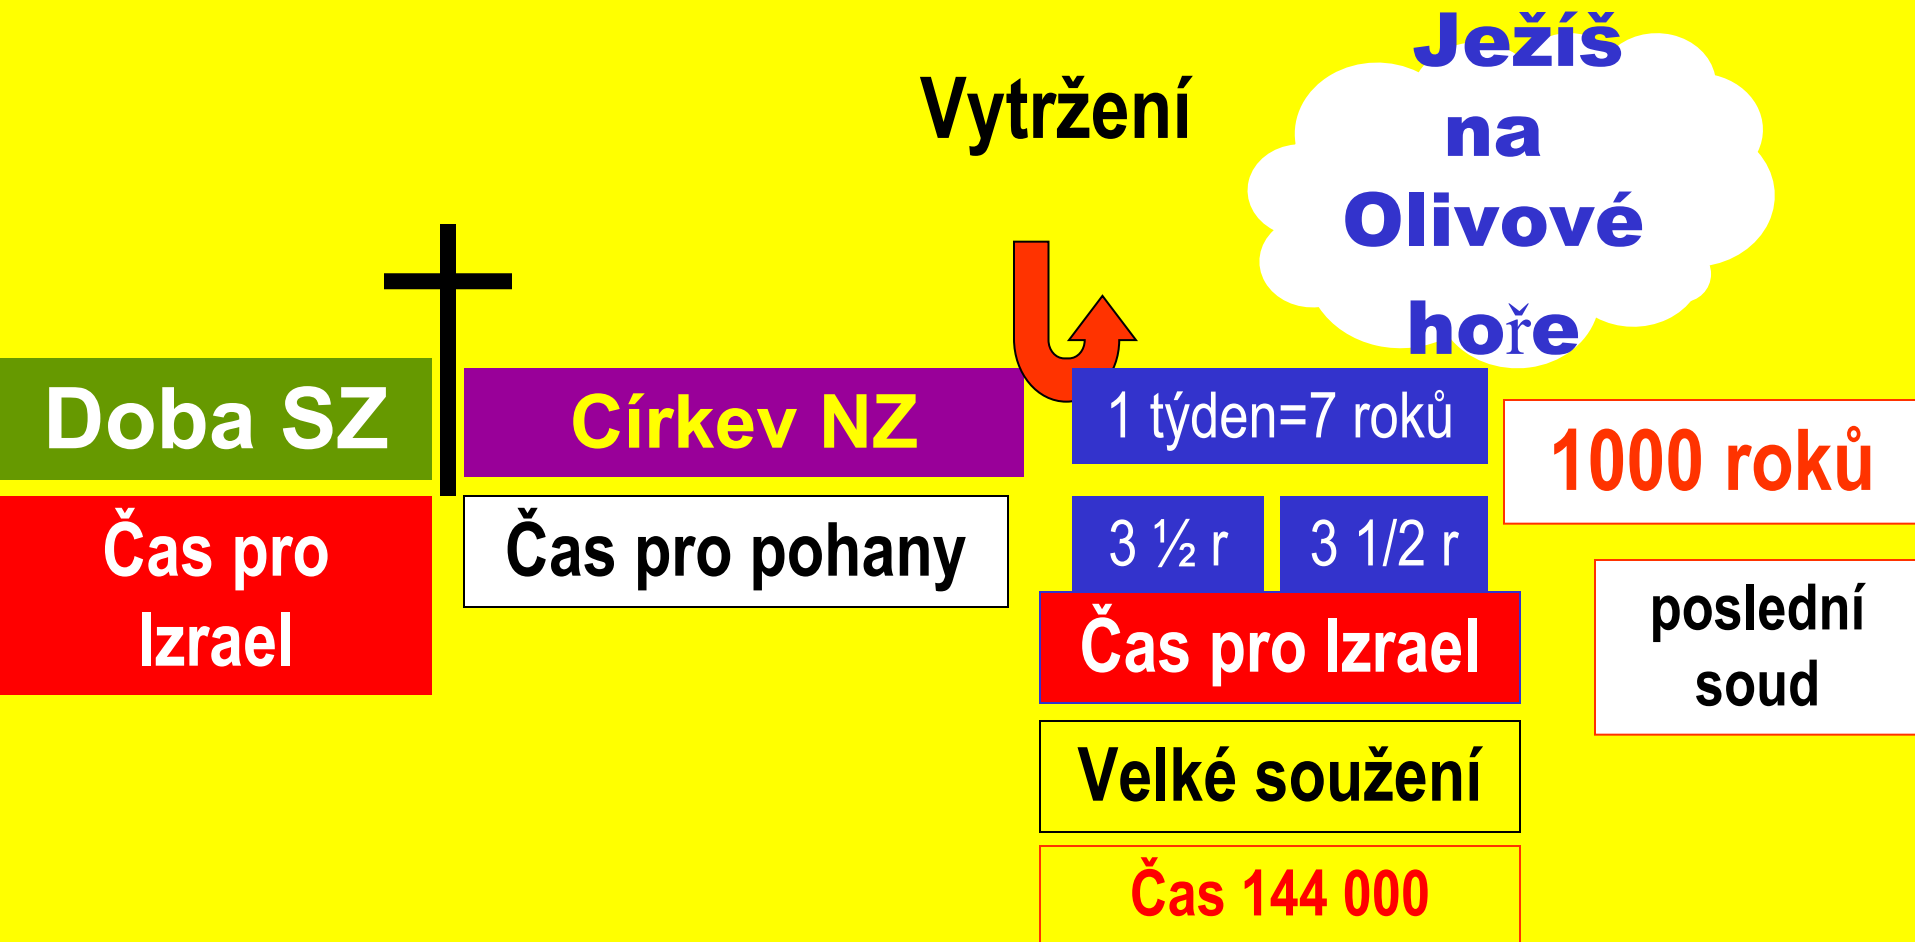 Ježíš
na
Olivové
hoře
Vytržení
Doba SZ
Církev NZ
1 týden=7 roků
1000 roků
Čas pro
Izrael
Čas pro pohany
3 ½ r
3 1/2 r
Čas pro Izrael
poslední
soud
Velké soužení
Čas 144 000